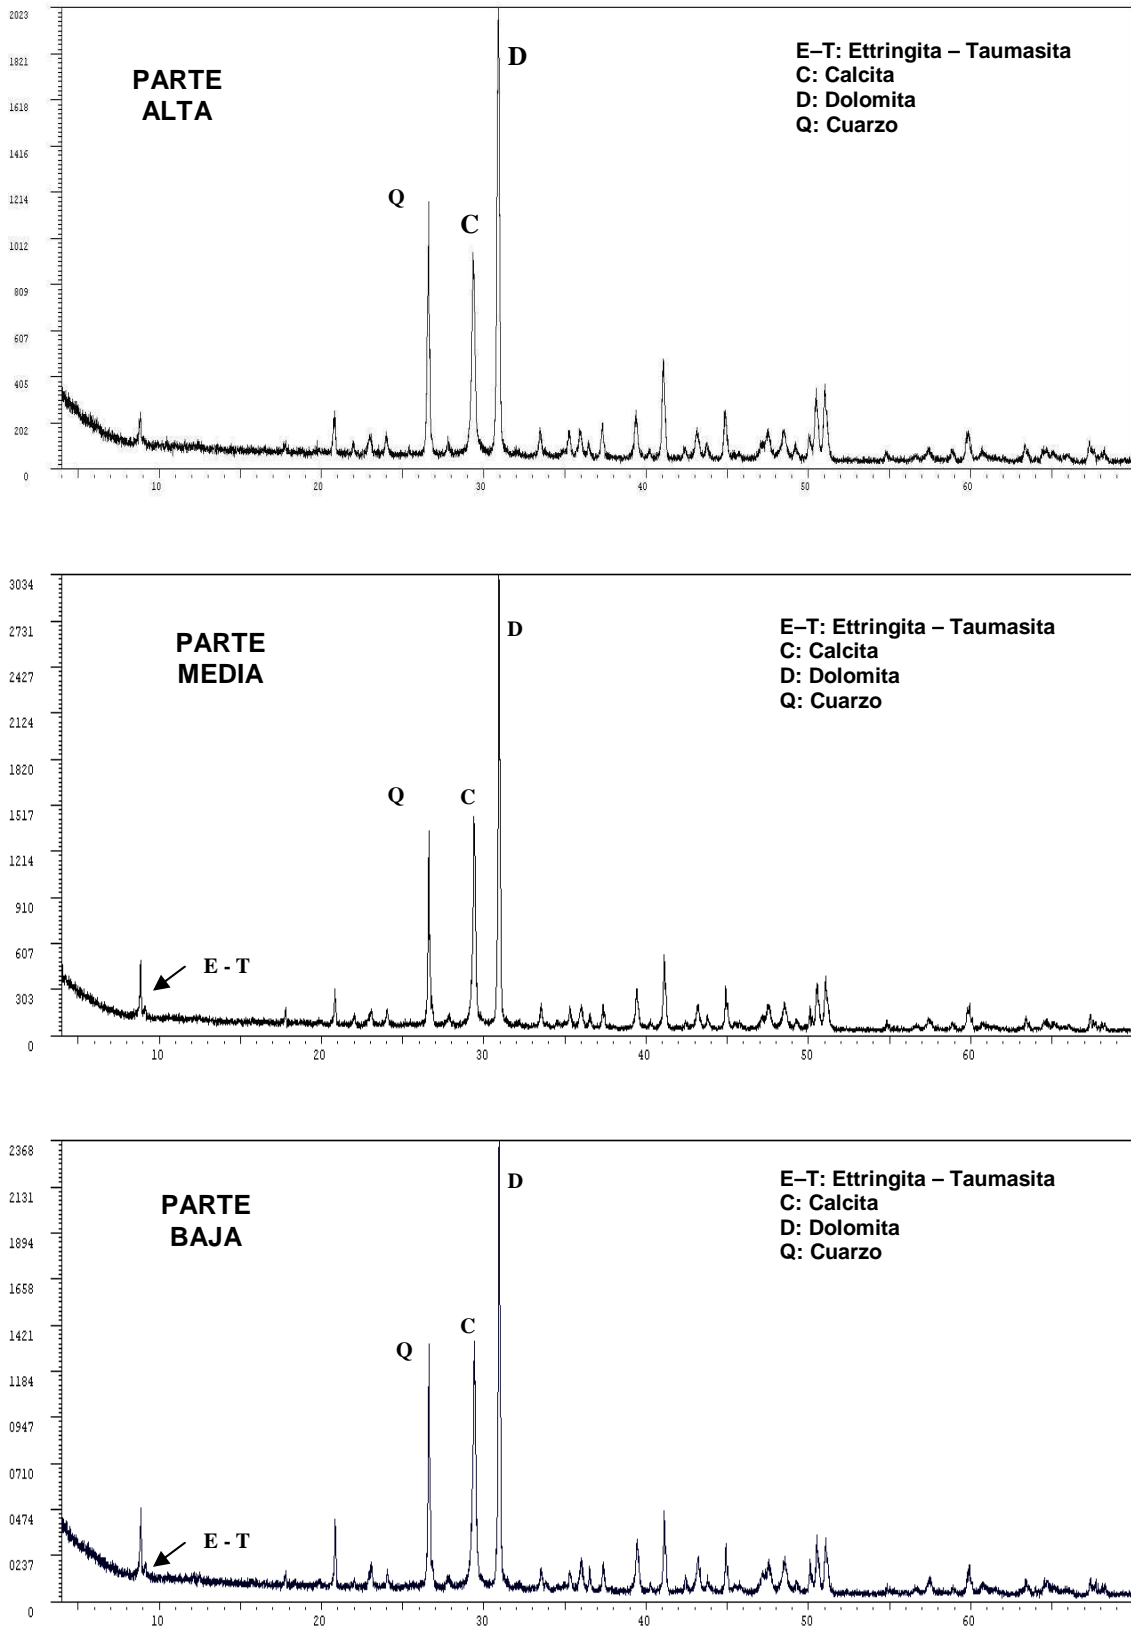 2023
1821
1618
1416
1214
1012
809
607
405
202
0
PARTE
ALTA
Q
C
D
E–T: Ettringita – Taumasita
C: Calcita
D: Dolomita
Q: Cuarzo
10 20 30 40 50 60
3034
2731
2427
2124
1820
1517
1214
910
607
303
0
PARTE
MEDIA
E - T
Q
C
D
E–T: Ettringita – Taumasita
C: Calcita
D: Dolomita
Q: Cuarzo
10 20 30 40 50 60
2368
2131
1894
1658
1421
1184
0947
0710
0474
0237
0
PARTE
BAJA
E - T
Q
C
D
E–T: Ettringita – Taumasita
C: Calcita
D: Dolomita
Q: Cuarzo
10 20 30 40 50 60